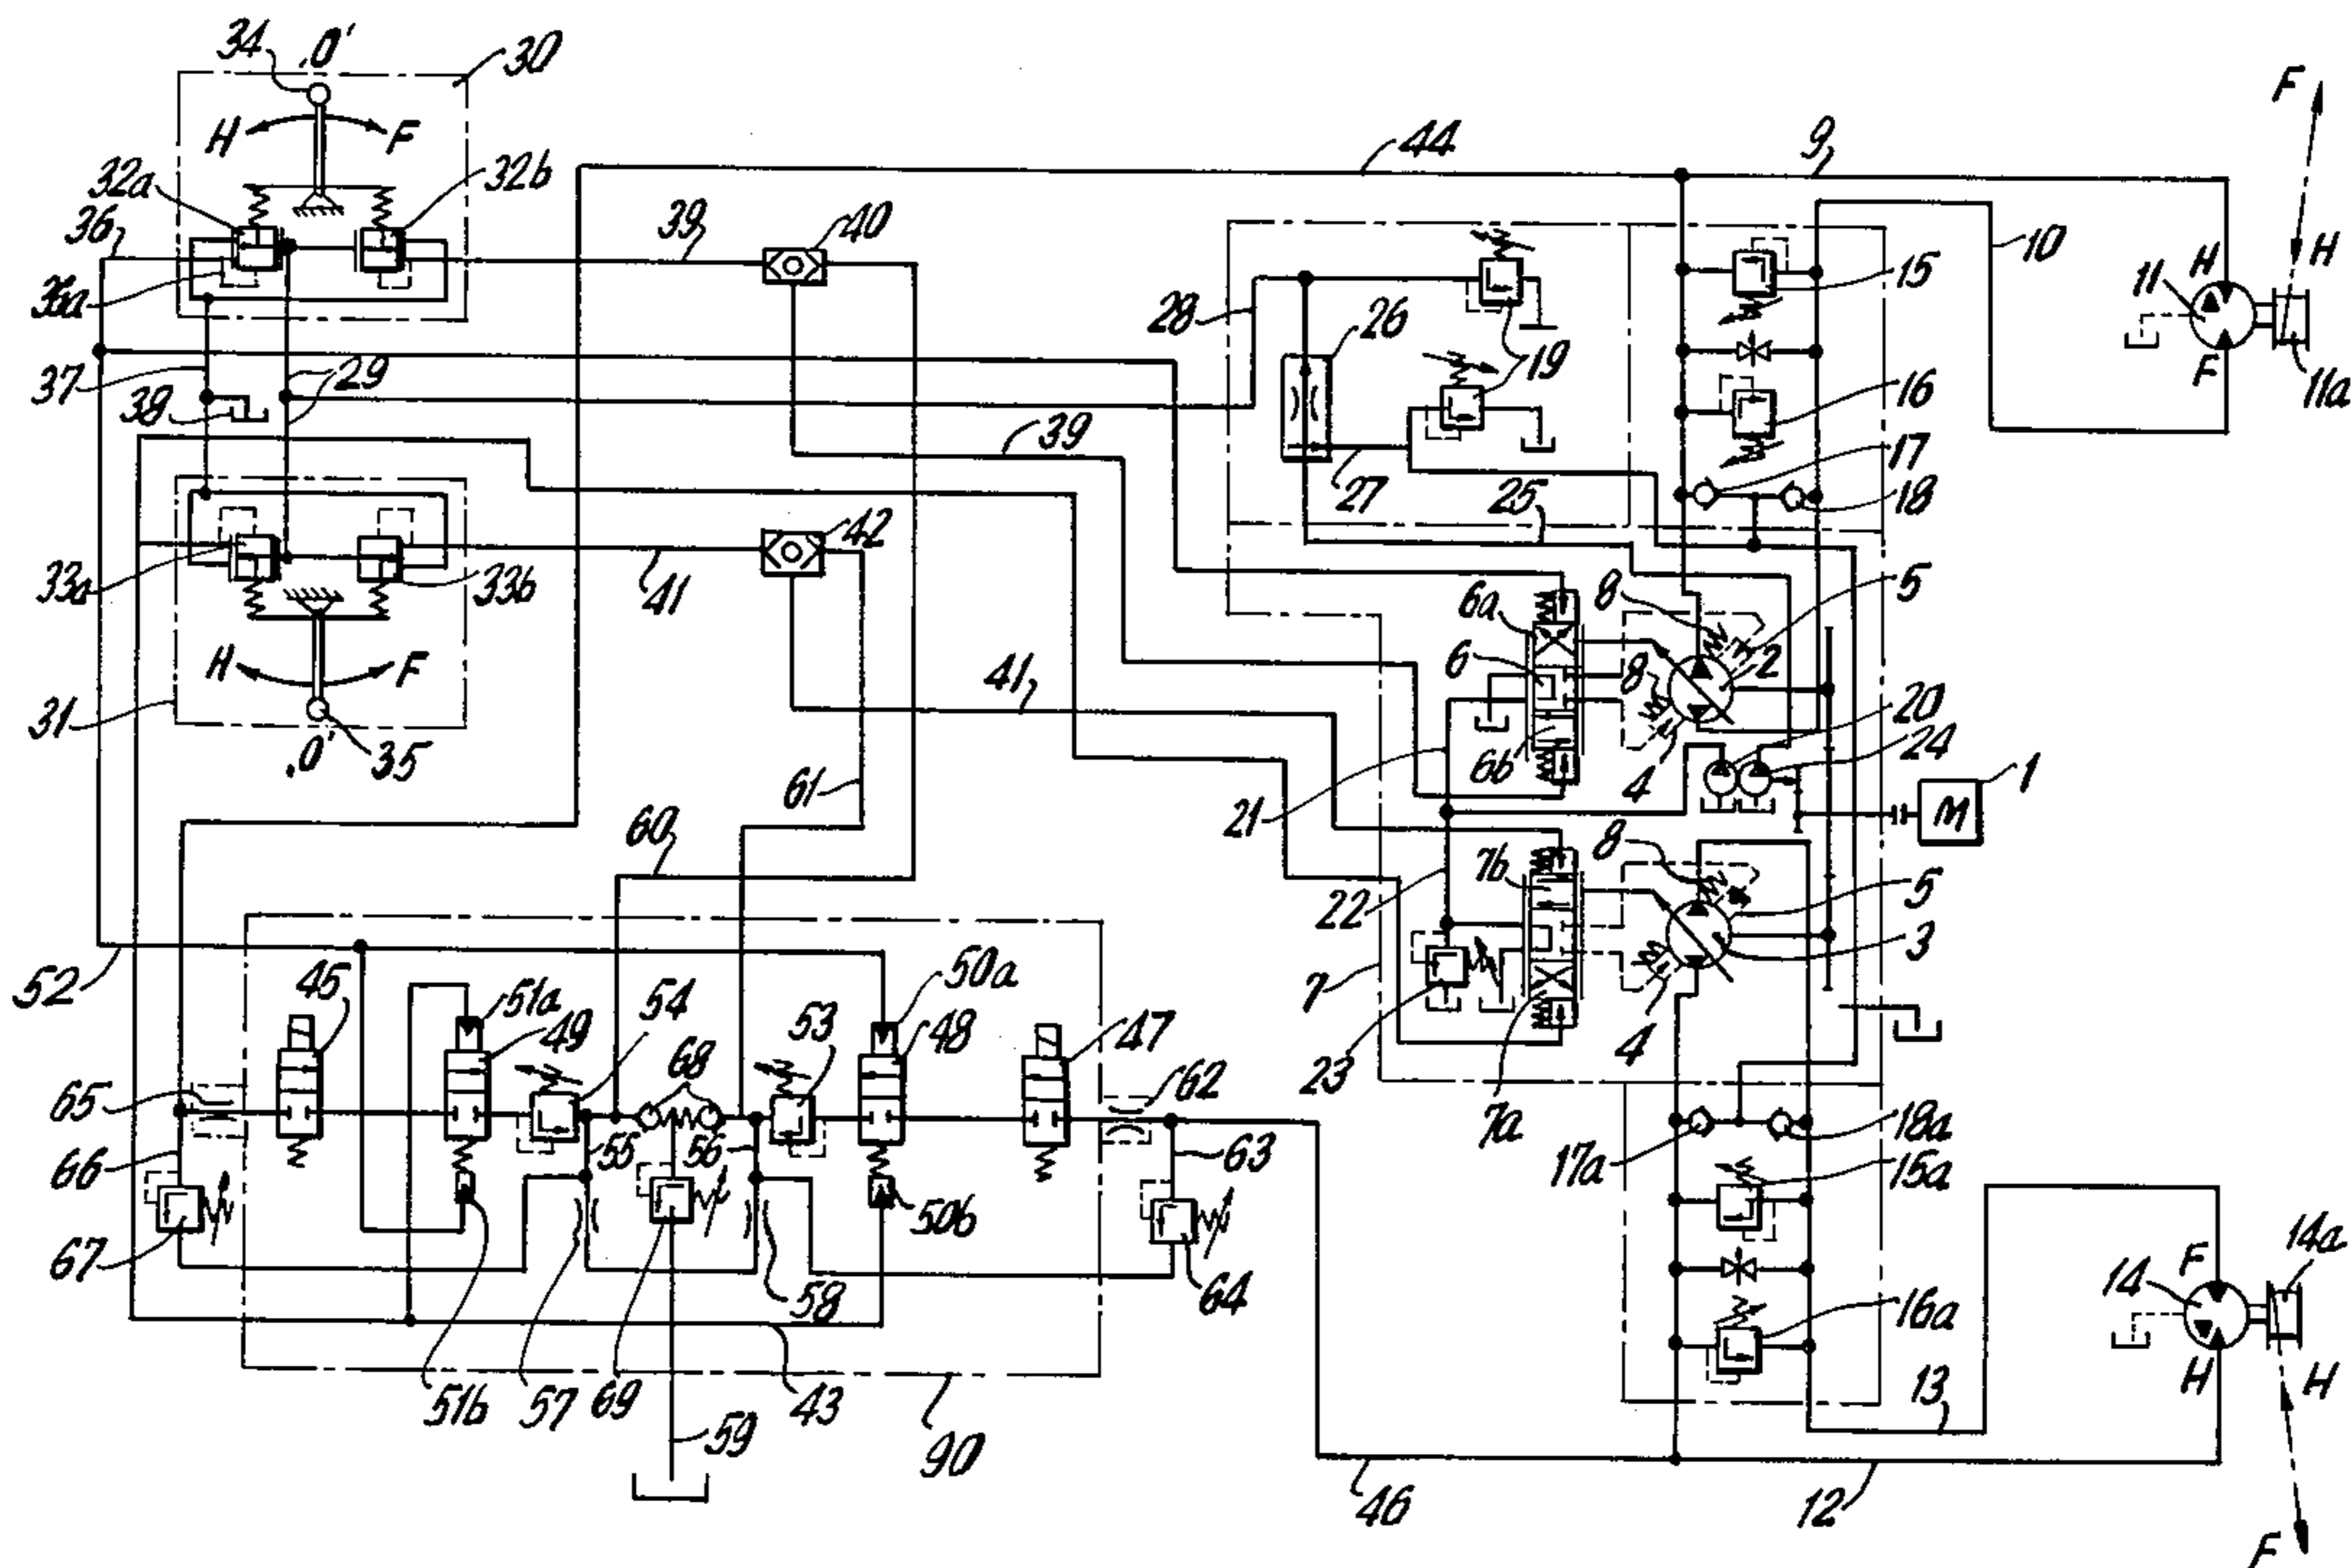 34 .O' 30
H F
32a 32b
36 39 40
36a
37 29
38
39
33a 33b
42
41
H F
31
.O' 35
41
61
60
44 9
F
H
10
11 H
F
11a
28 26 19 15
16
17
18
27 25
6a 8 5
6 8 2
6b 4 20
24
21
1
M
22 7b 8 5
3
7 4
23 7a
52
45 51a 54 53 50a 48 47
49
65 68 62
66 55 56 63
67 50b
58 64
51b 57 69 43
59 90
17a 18a
15a
16a
14 F 14a
H H
13
46 12
F